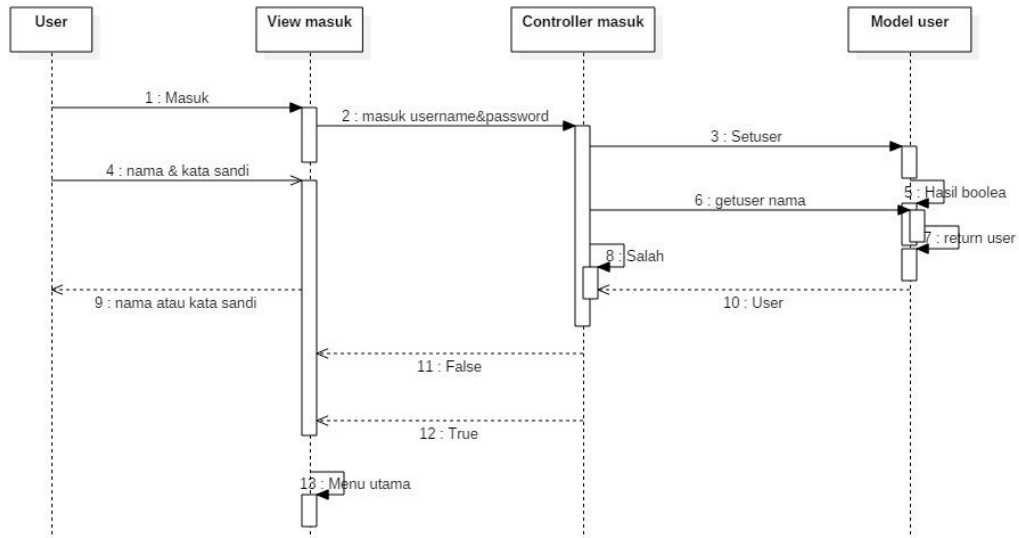 User
View masuk
Controller masuk
Model user
1 : Masuk
2 : masuk username&password
3 : Setuser
4 : nama & kata sandi
5 : Hasil boolea
6 : getuser nama
7 : return user
8 : Salah
9 : nama atau kata sandi
10 : User
11 : False
12 : True
13 : Menu utama